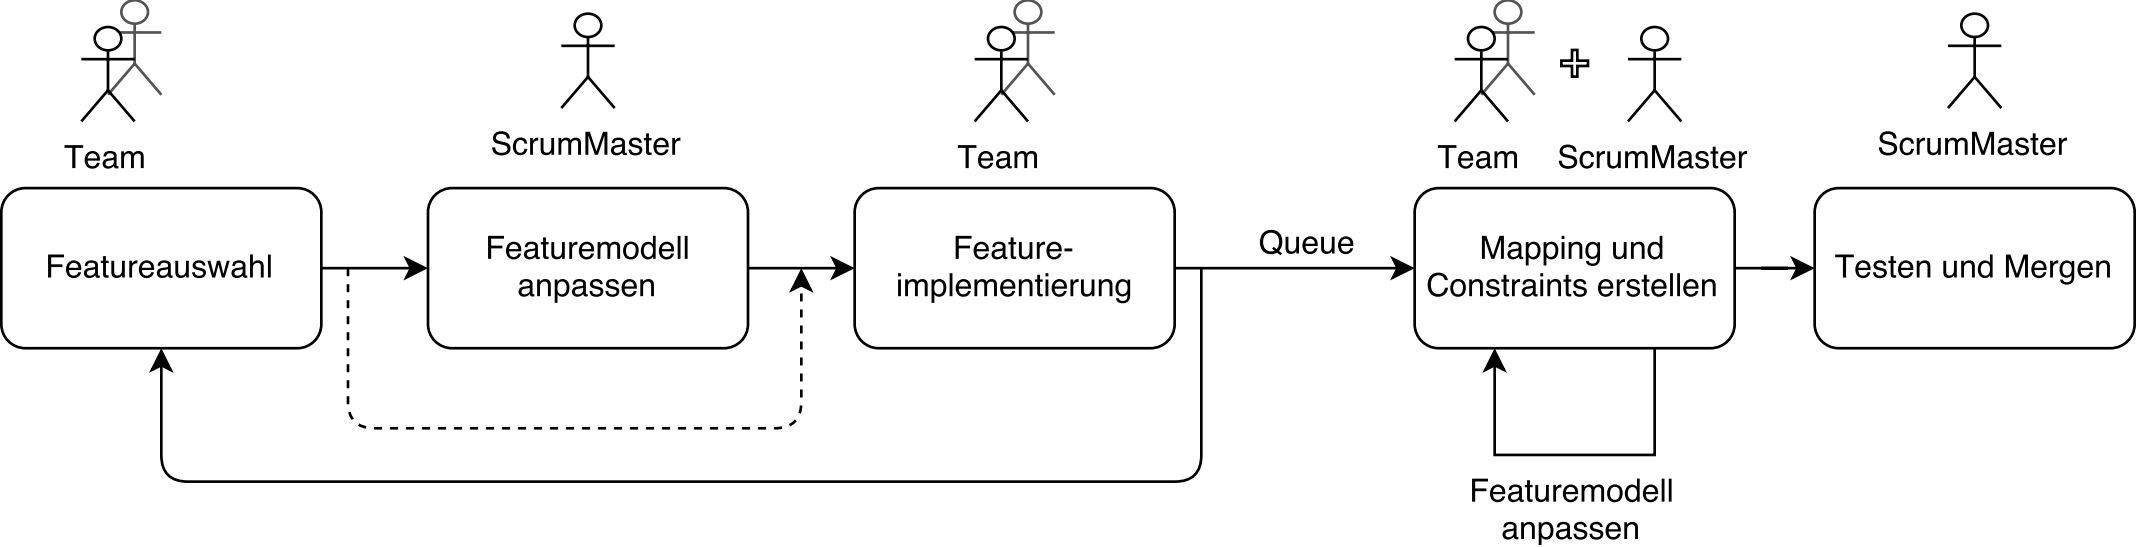 Team
ScrumMaster
Team
Team
ScrumMaster
ScrumMaster
Featureauswahl
Featuremodell
anpassen
Feature-
implementierung
Queue
Mapping und
Constraints erstellen
Testen und Mergen
Featuremodell
anpassen